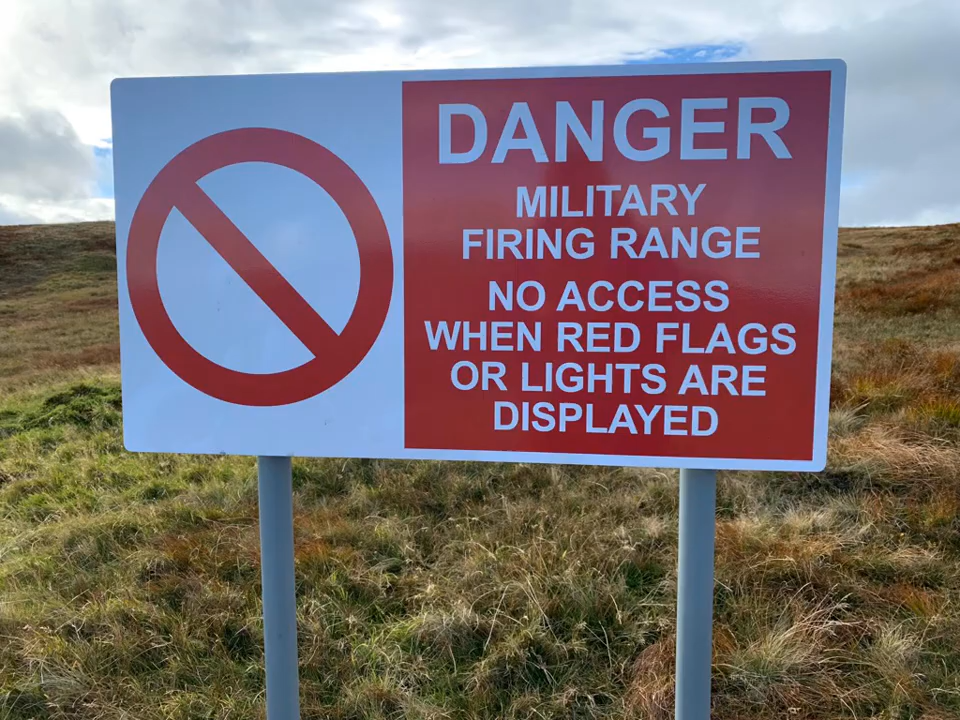 DANGER
MILITARY
FIRING RANGE
NO ACCESS
WHEN RED FLAGS
OR LIGHTS ARE
DISPLAYED